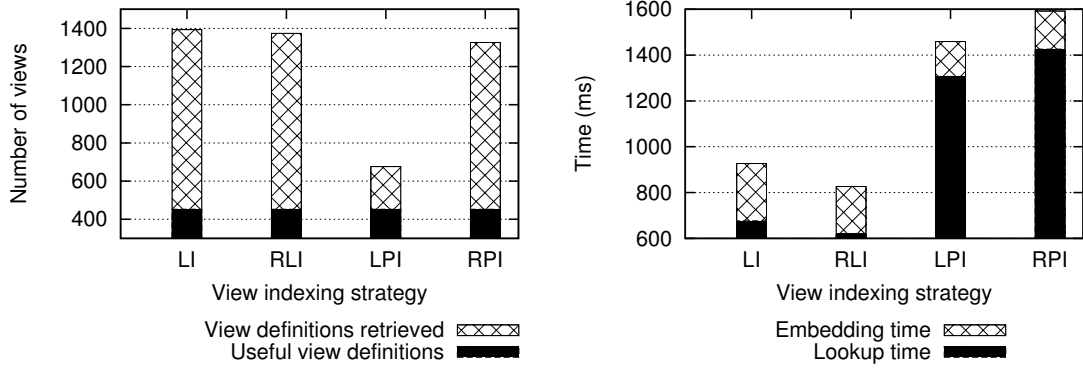 Number of views
1400
1200
1000
800
600
400
LI RLI LPI RPI
View indexing strategy
View definitions retrieved
Useful view definitions
Time (ms)
1600
1400
1200
1000
800
600
LI RLI LPI RPI
View indexing strategy
Embedding time
Lookup time